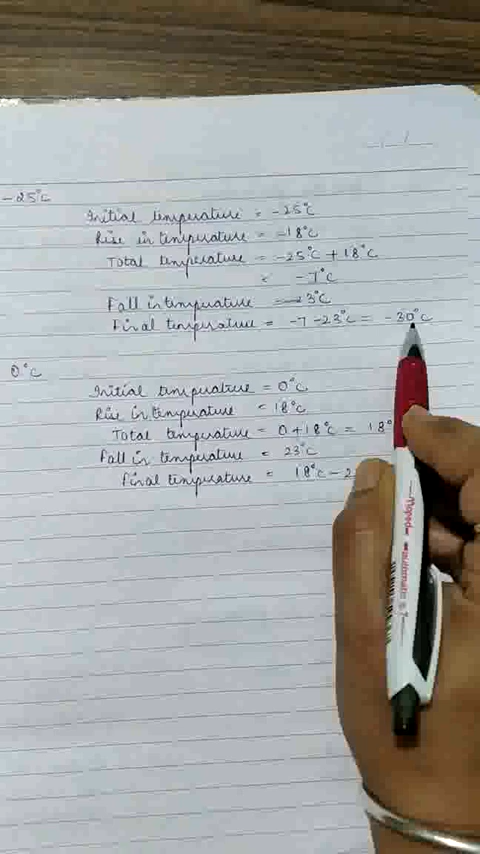 -25°C
Initial temperature = -25°C
Rise in temperature = -18°C
Total temperature = -25°C + 18°C
= -7°C
Fall in temperature = -23°C
Final temperature = -7 -23°C = -30°C
0°C
Initial temperature = 0°C
Rise in temperature = 18°C
Total temperature = 0+18°C = 18°
Fall in temperature = 23°C
Final temperature = 18°C - 2